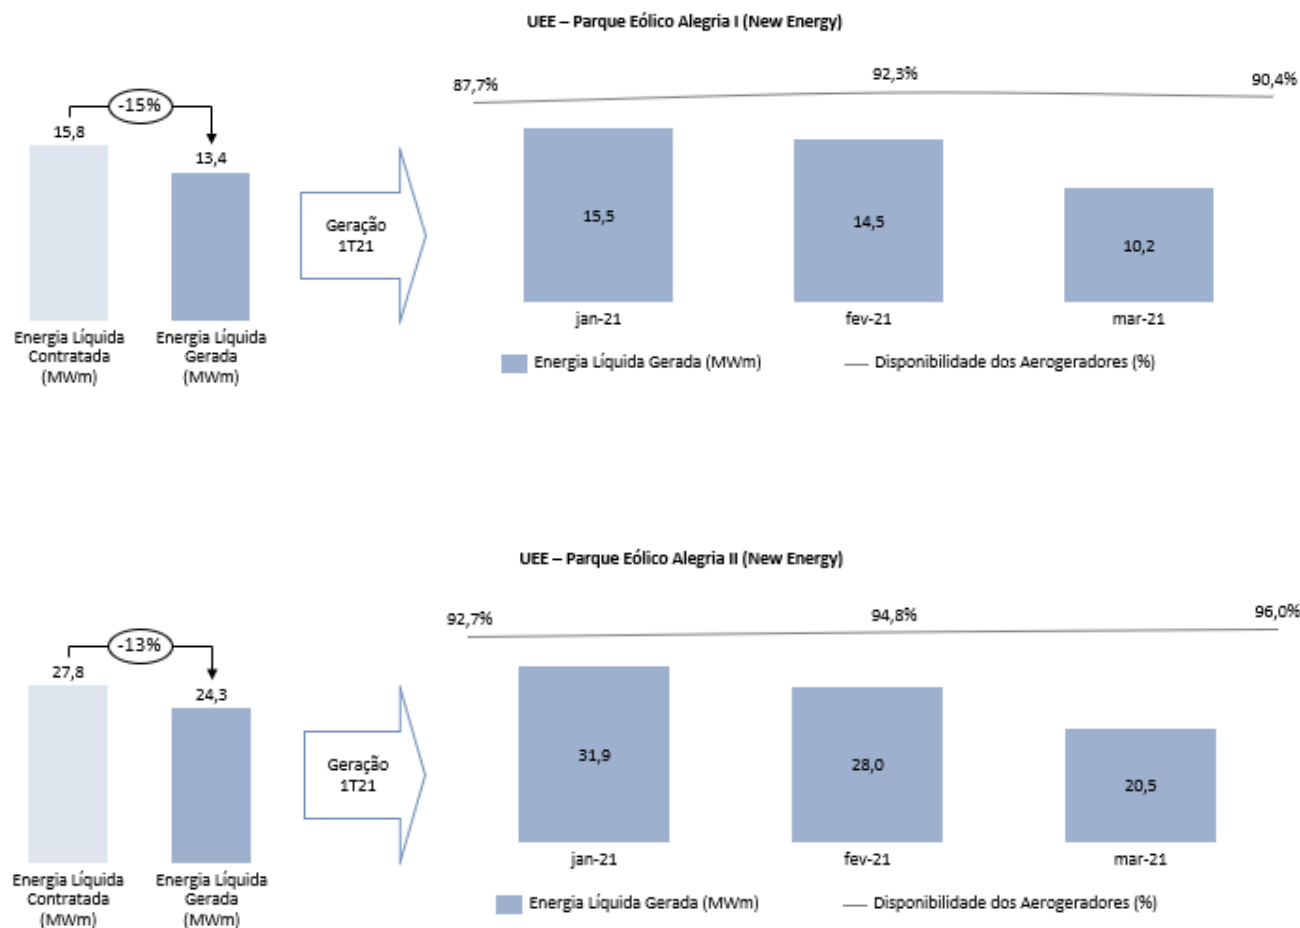 UEE – Parque Eólico Alegria I (New Energy)
-15%
15,8
13,4
Energia Líquida
Contratada
(MWm)
Energia Líquida
Gerada
(MWm)
Geração
1T21
87,7%
92,3%
90,4%
15,5
14,5
10,2
jan-21
fev-21
mar-21
Energia Líquida Gerada (MWm)
Disponibilidade dos Aerogeradores (%)
UEE – Parque Eólico Alegria II (New Energy)
-13%
27,8
24,3
Energia Líquida
Contratada
(MWm)
Energia Líquida
Gerada
(MWm)
Geração
1T21
92,7%
94,8%
96,0%
31,9
28,0
20,5
jan-21
fev-21
mar-21
Energia Líquida Gerada (MWm)
Disponibilidade dos Aerogeradores (%)